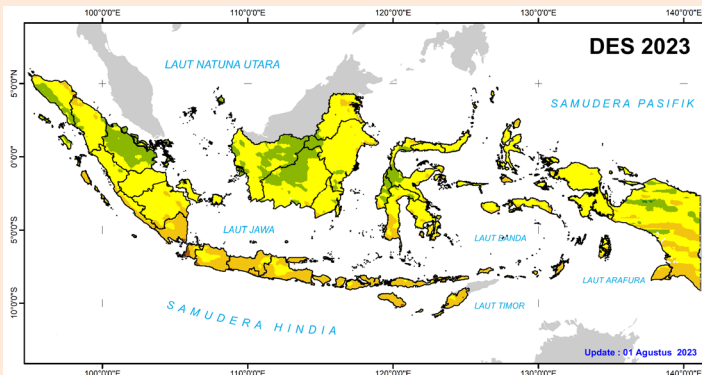 100°0'0"E 110°0'0"E 120°0'0"E 130°0'0"E 140°0'0"E
DES 2023
LAUT NATUNA UTARA
5°0'0"N
SAMUDERA PASIFIK
0°0'0"
5°0'0"S
LAUT JAWA
LAUT BANDA
LAUT ARAFURA
10°0'0"S
SAMUDERA HINDIA
LAUT TIMOR
Update : 01 Agustus 2023
100°0'0"E 110°0'0"E 120°0'0"E 130°0'0"E 140°0'0"E